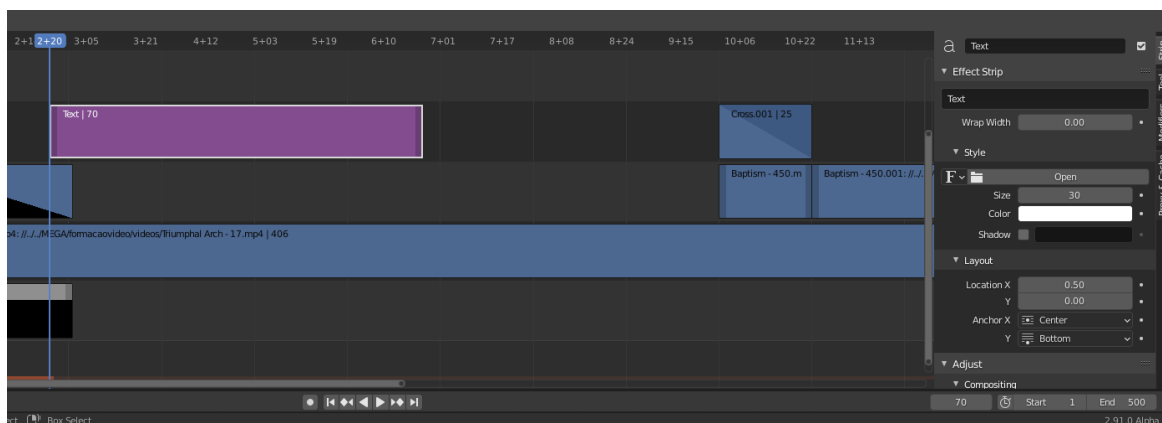 2+1 2+20 3+05 3+21 4+12 5+03 5+19 6+10 7+01 7+17 8+08 8+24 9+15 10+06 10+22 11+13
Text | 70
Cross.001 | 25
Baptism - 450.m
Baptism - 450.001: //./.
p4: //./../MEGA/formacaovideo/videos/Triumphal Arch - 17.mp4 | 406
Text
Effect Strip
Text
Wrap Width 0.00
Style
F Open
Size 30
Color
Shadow
Layout
Location X 0.50
Y 0.00
Anchor X Center
Y Bottom
Adjust
Compositing
70 Start 1 End 500
Box Select
2.91.0 Alpha